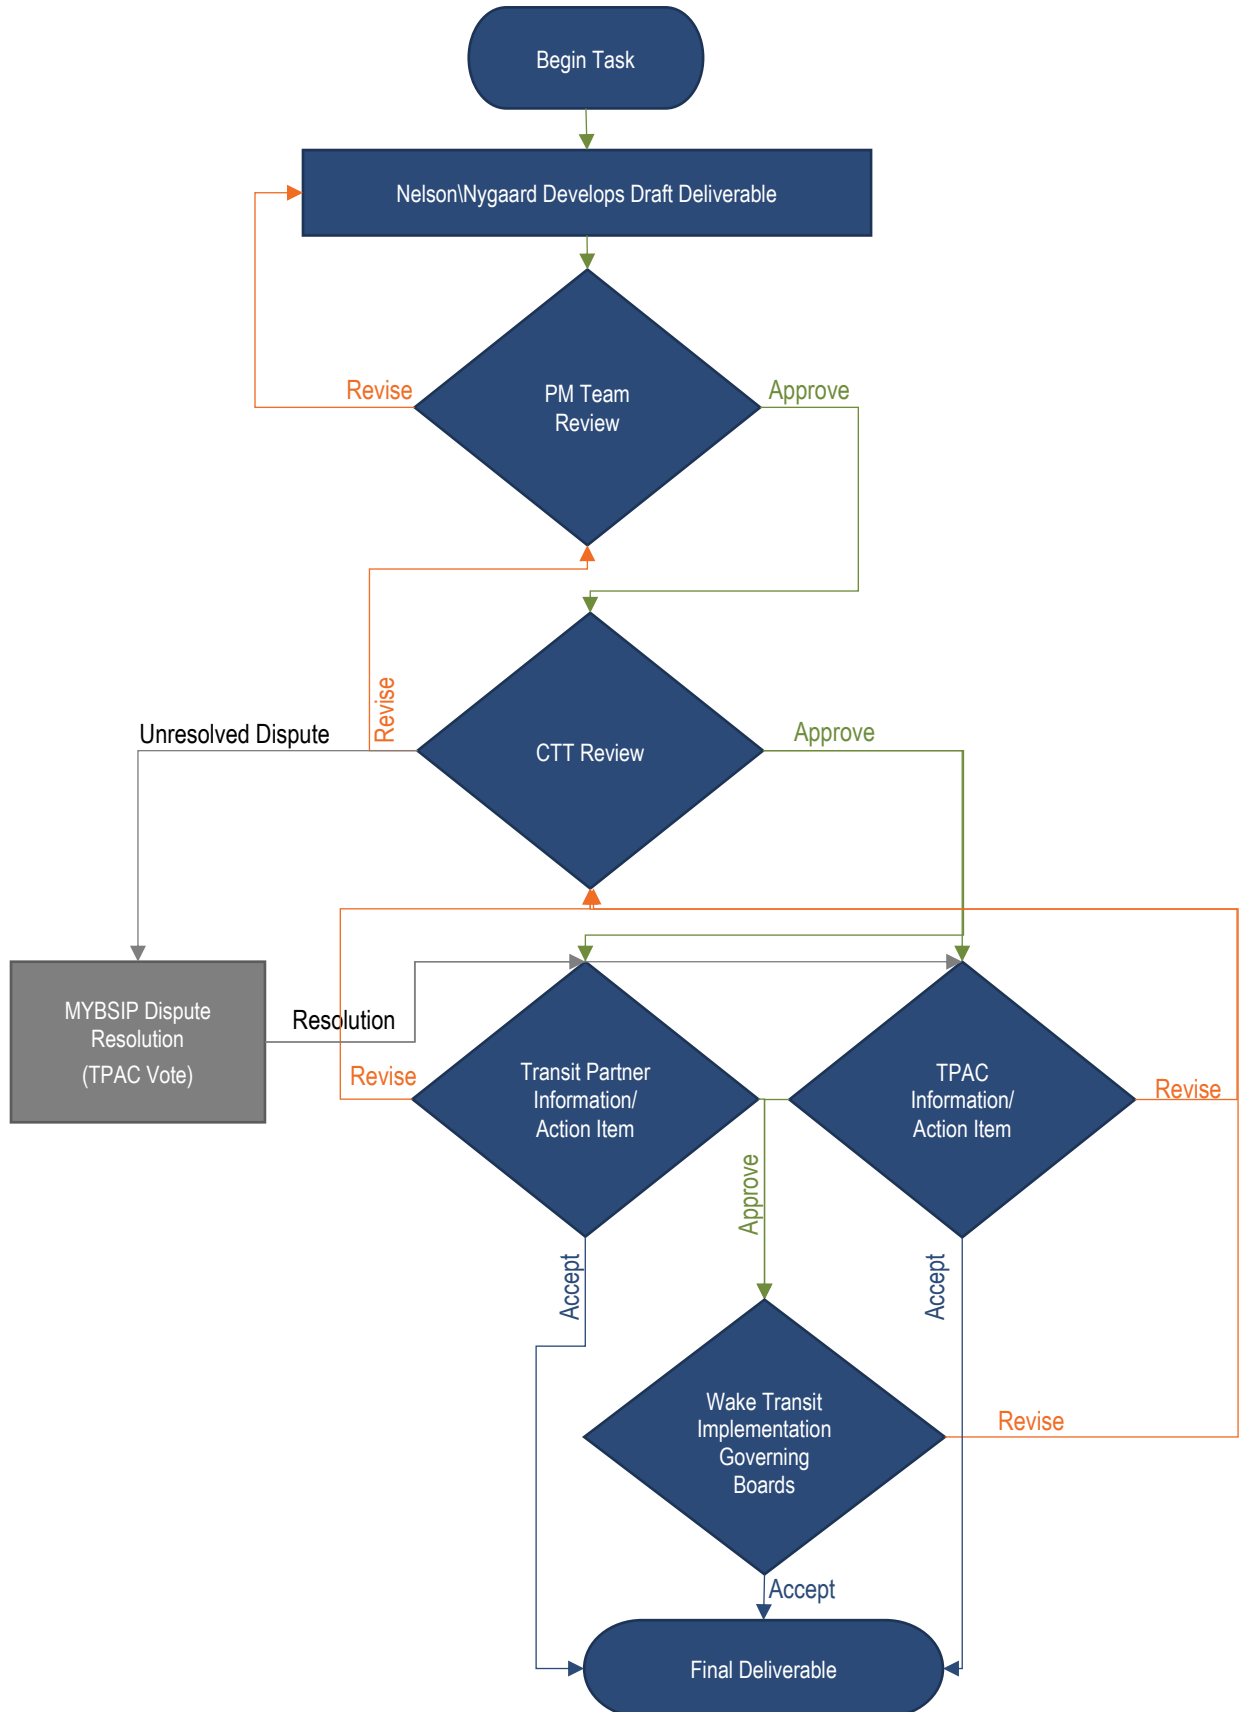 Begin Task
Nelson\Nygaard Develops Draft Deliverable
PM Team
Review
Revise
Approve
Revise
Unresolved Dispute
CTT Review
Approve
MYBSIP Dispute
Resolution
(TPAC Vote)
Resolution
Revise
Transit Partner
Information/
Action Item
TPAC
Information/
Action Item
Revise
Approve
Accept
Accept
Wake Transit
Implementation
Governing
Boards
Revise
Accept
Final Deliverable